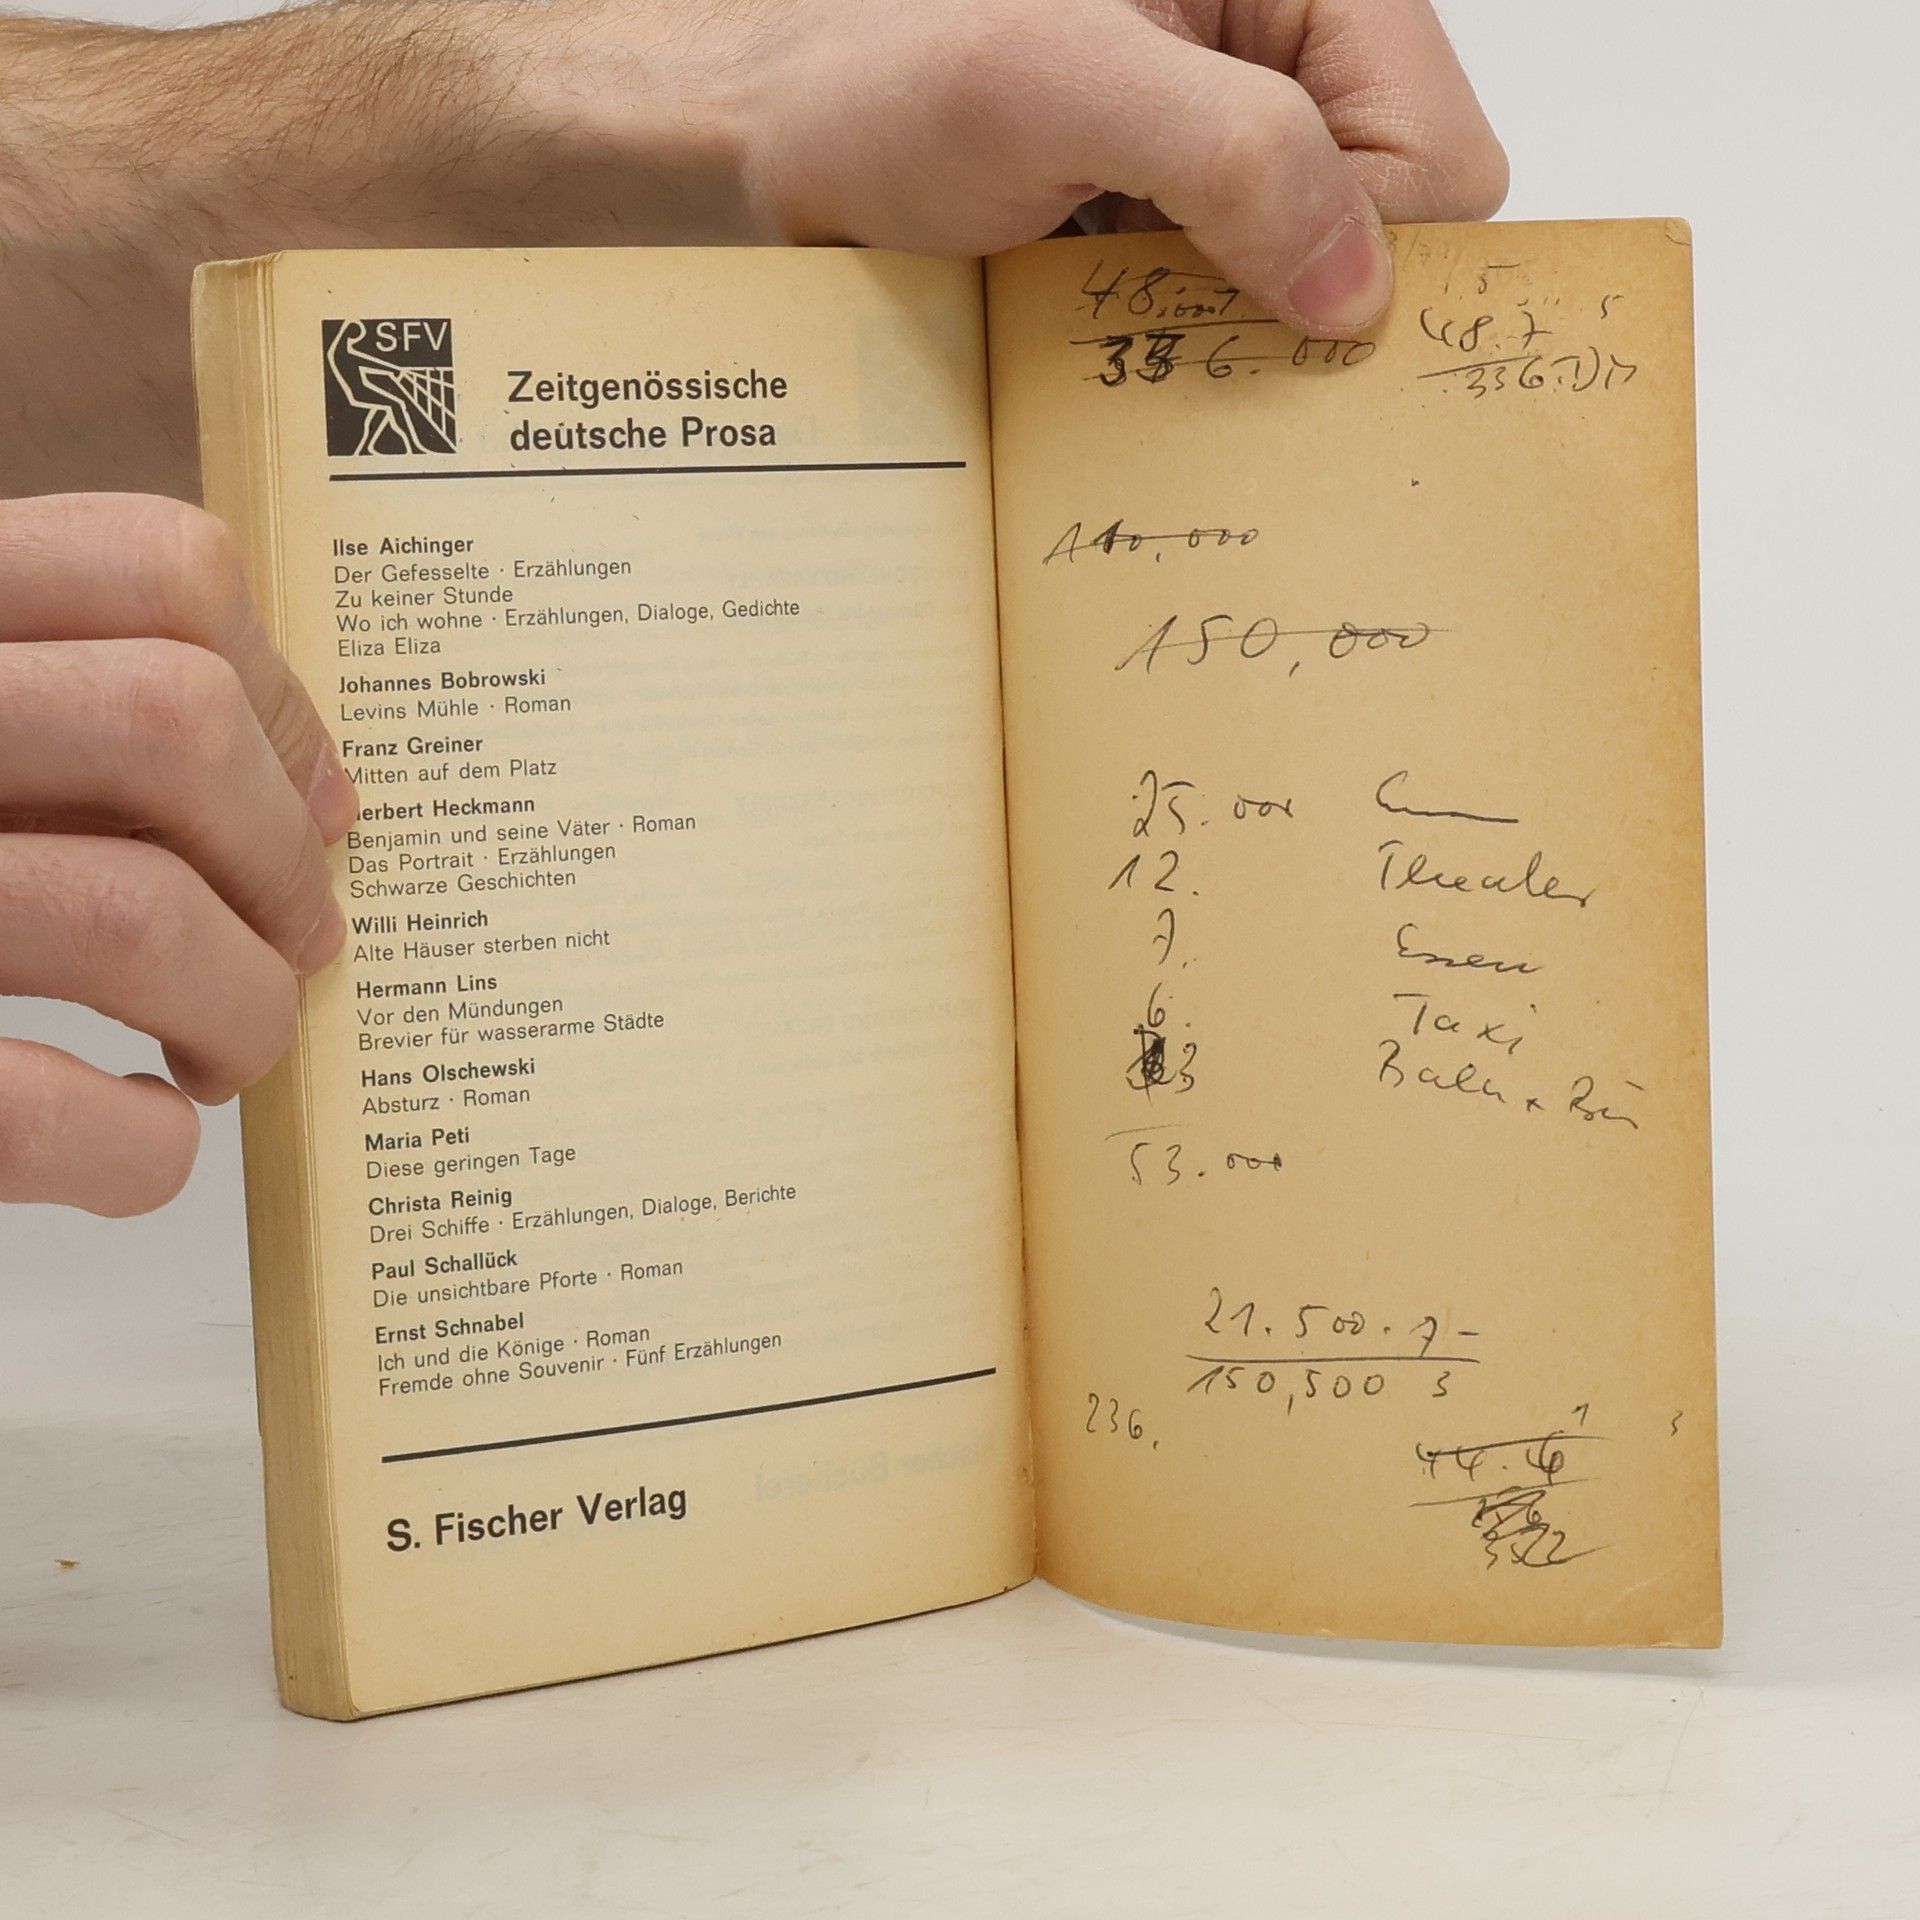 SFV
Zeitgenössische
deutsche Prosa
Ilse Aichinger
Der Gefesselte · Erzählungen
Zu keiner Stunde
Wo ich wohne · Erzählungen, Dialoge, Gedichte
Eliza Eliza
Johannes Bobrowski
Levins Mühle · Roman
Franz Greiner
Mitten auf dem Platz
Herbert Heckmann
Benjamin und seine Väter · Roman
Das Portrait · Erzählungen
Schwarze Geschichten
Willi Heinrich
Alte Häuser sterben nicht
Hermann Lins
Vor den Mündungen
Brevier für wasserarme Städte
Hans Olschewski
Absturz · Roman
Maria Peti
Diese geringen Tage
Christa Reinig
Drei Schiffe · Erzählungen, Dialoge, Berichte
Paul Schallück
Die unsichtbare Pforte · Roman
Ernst Schnabel
Ich und die Könige · Roman
Fremde ohne Souvenir · Fünf Erzählungen
S. Fischer Verlag
5
48.7 5
336.DM
150,000
25.000
12. Theater
7. Essen
6. Taxi
3
53.000
21.500.7-
150,500 3
236.
1 3
44.